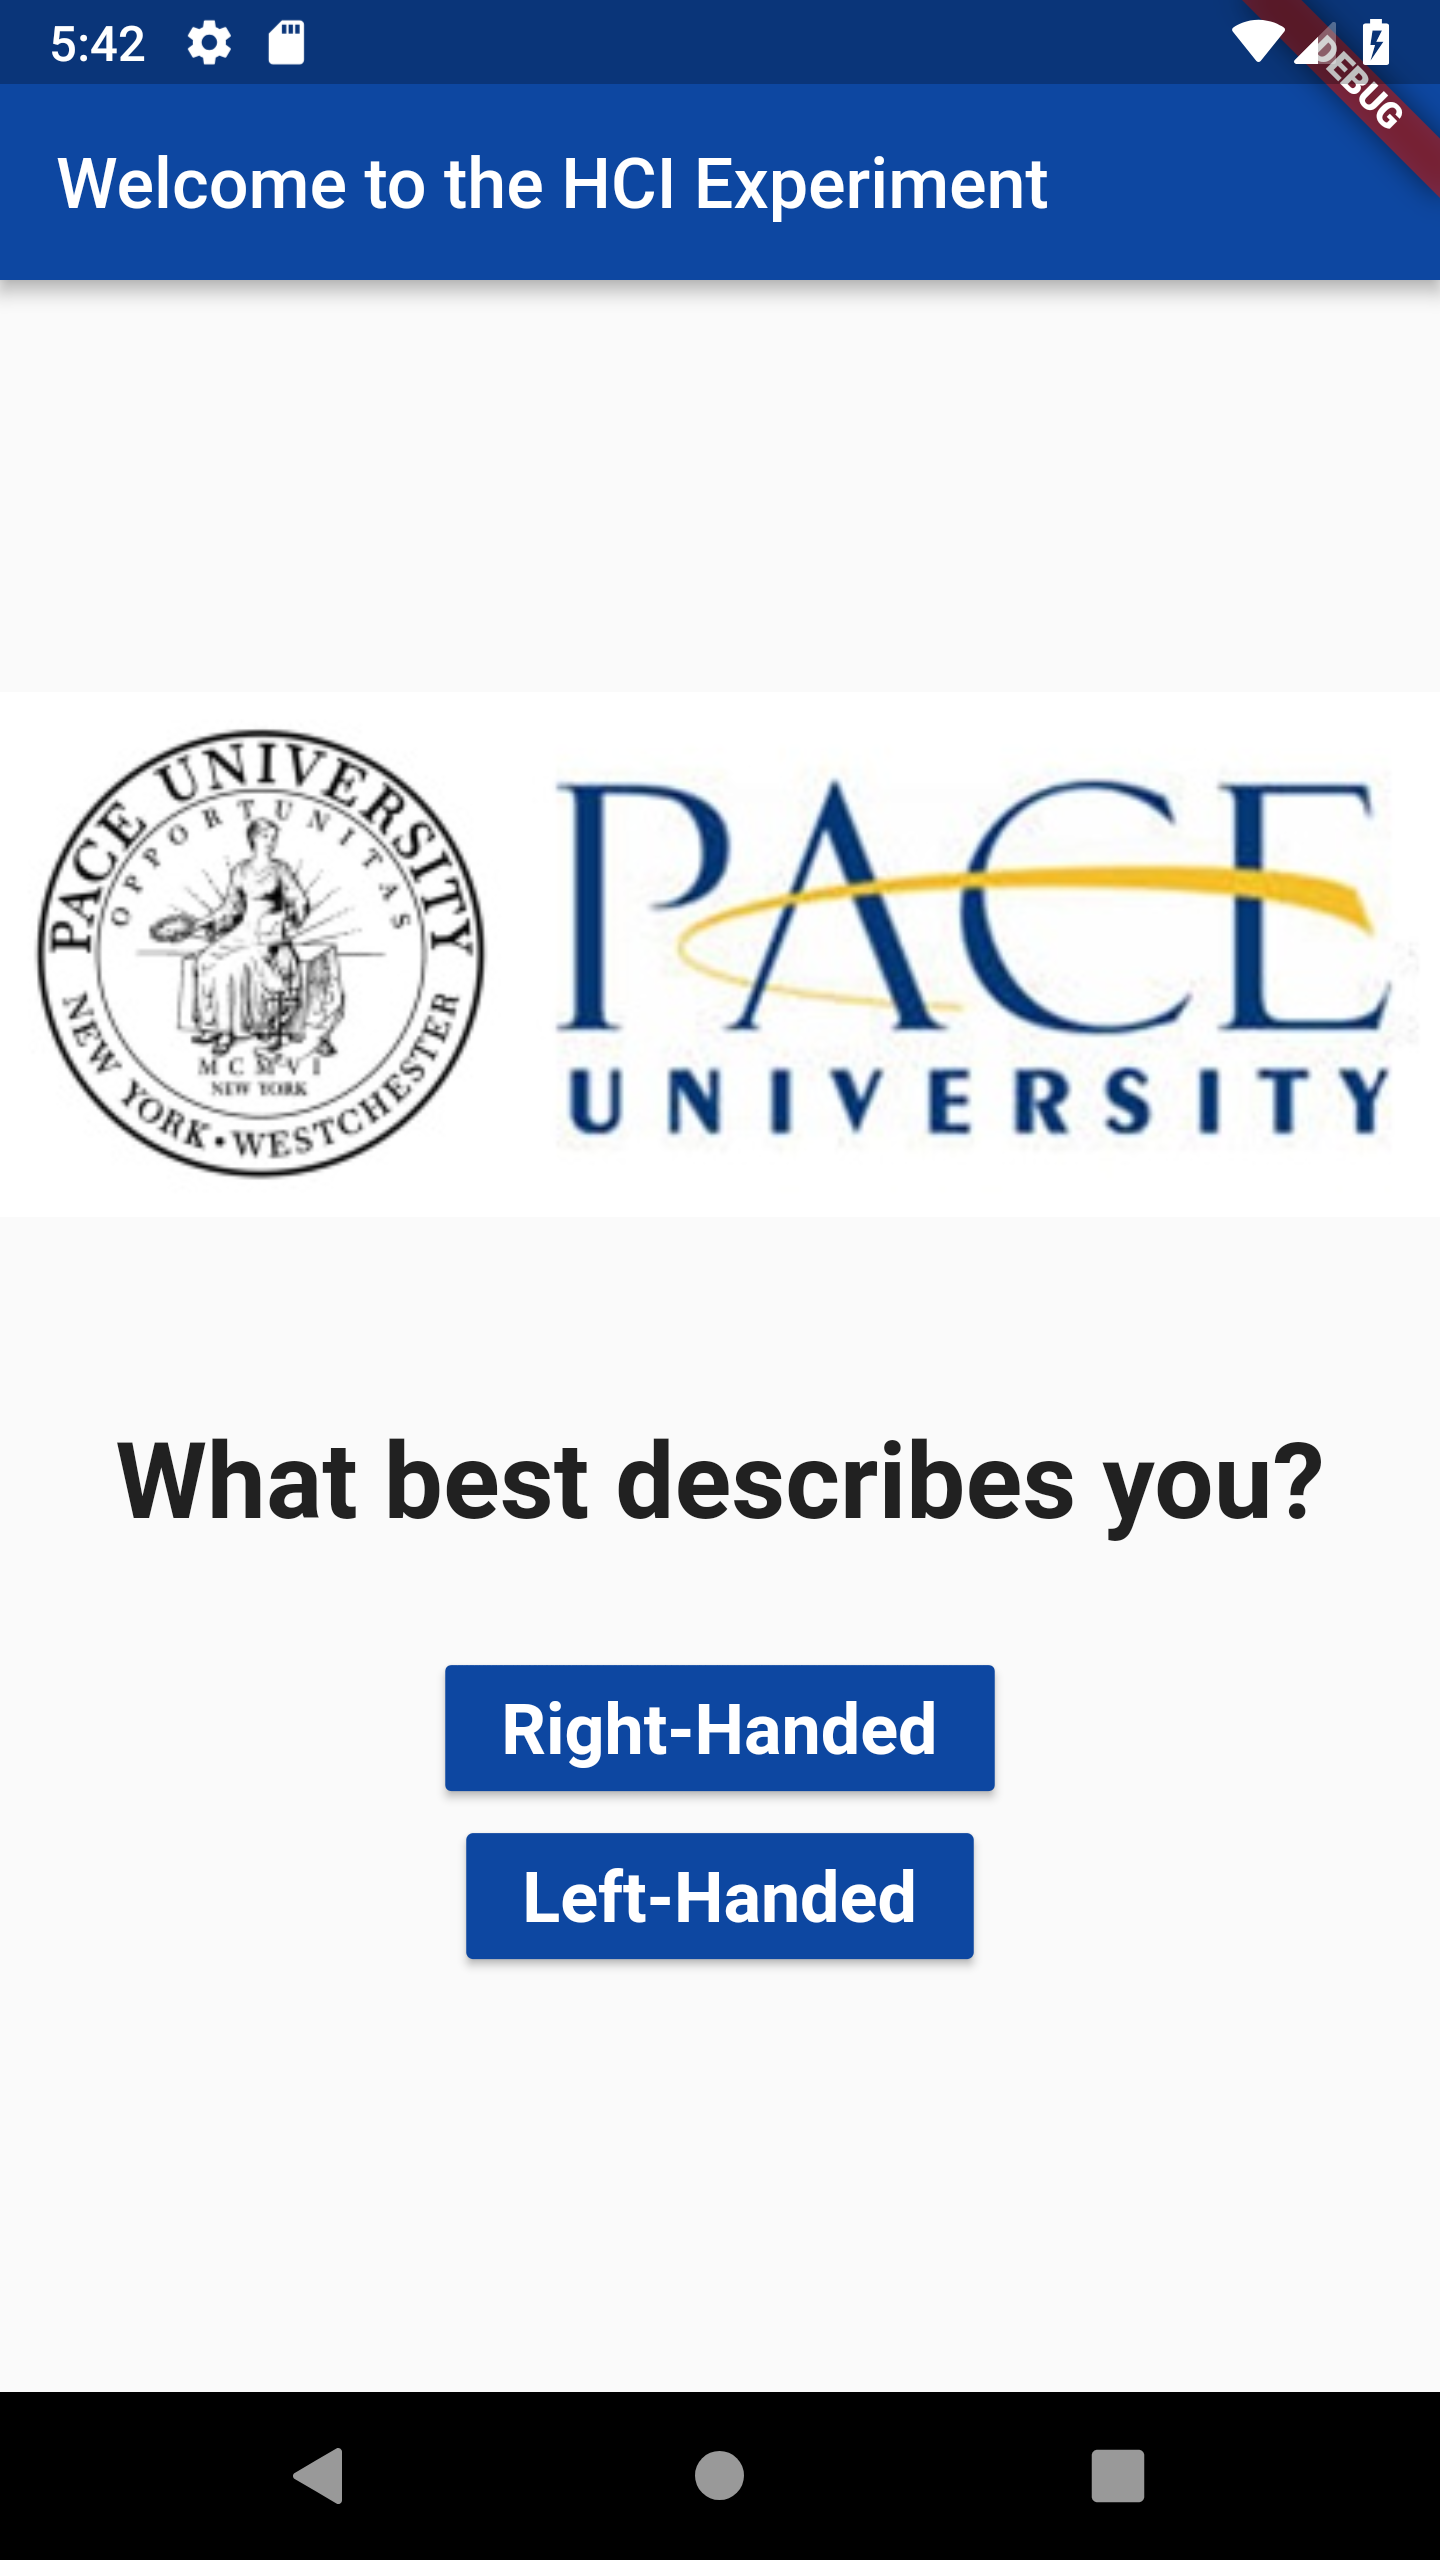 5:42
DEBUG
Welcome to the HCI Experiment
PACE UNIVERSITY
OPPORTUNITAS
MCMVI
NEW YORK
NEW YORK • WESTCHESTER
PACE
UNIVERSITY
What best describes you?
Right-Handed
Left-Handed